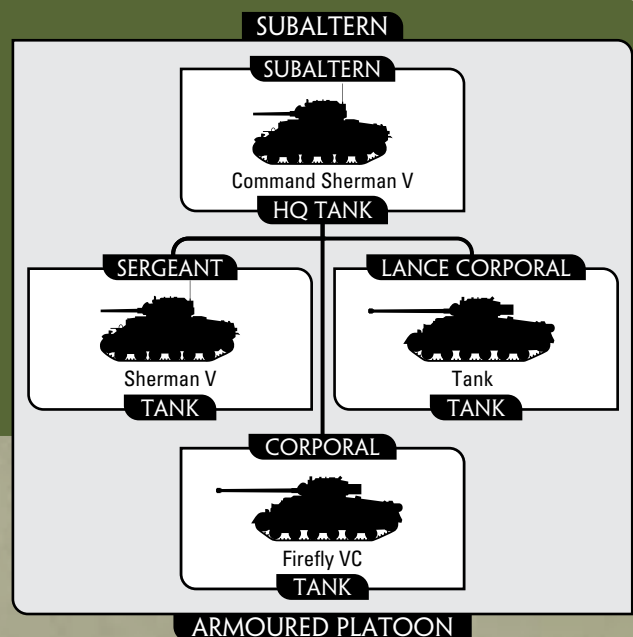 SUBALTERN
SUBALTERN
Command Sherman V
HQ TANK
SERGEANT
Sherman V
TANK
LANCE CORPORAL
Tank
TANK
CORPORAL
Firefly VC
TANK
ARMOURED PLATOON